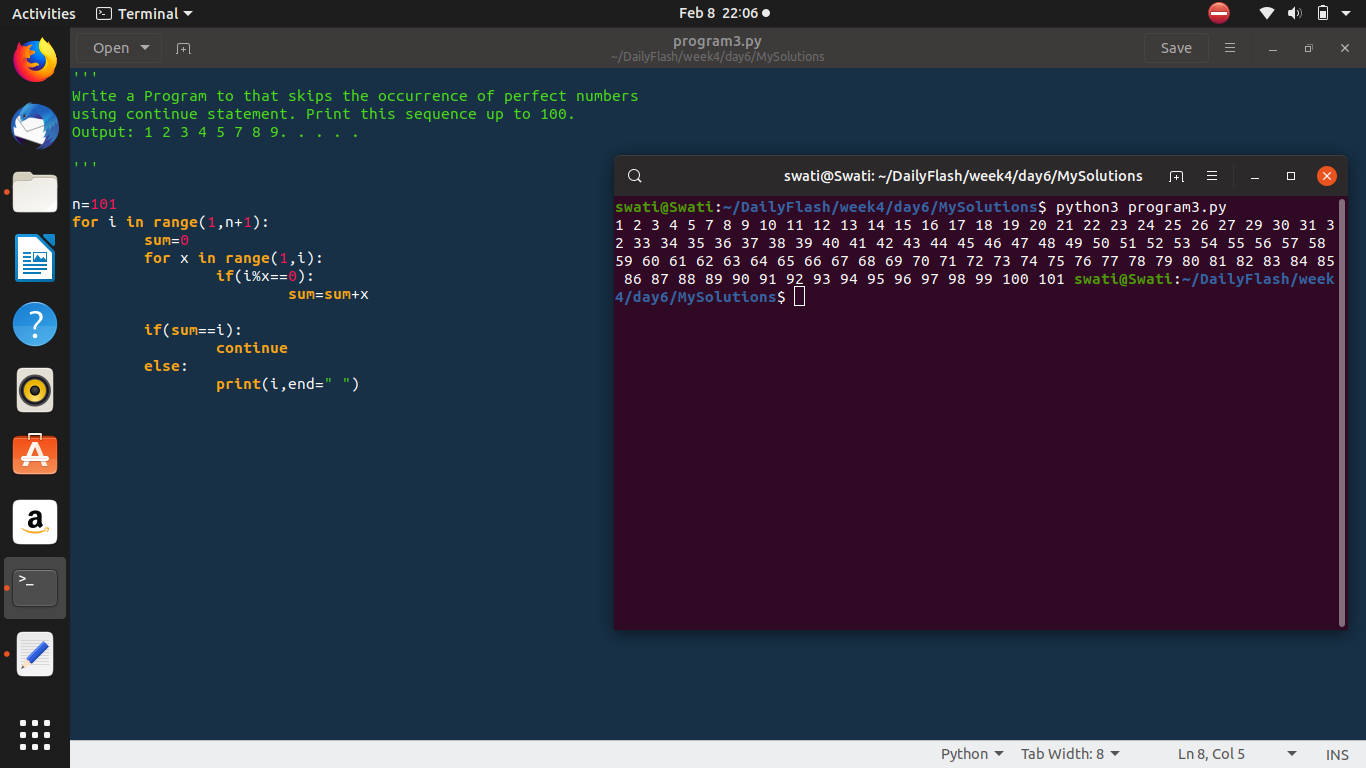 Activities Terminal Feb 8 22:06
Open program3.py Save
~/DailyFlash/week4/day6/MySolutions
'''
Write a Program to that skips the occurrence of perfect numbers
using continue statement. Print this sequence up to 100.
Output: 1 2 3 4 5 7 8 9. . . . .
'''
n=101
for i in range(1,n+1):
sum=0
for x in range(1,i):
if(i%x==0):
sum=sum+x
if(sum==i):
continue
else:
print(i,end=" ")
swati@Swati: ~/DailyFlash/week4/day6/MySolutions
swati@Swati:~/DailyFlash/week4/day6/MySolutions$ python3 program3.py
1 2 3 4 5 7 8 9 10 11 12 13 14 15 16 17 18 19 20 21 22 23 24 25 26 27 29 30 31 3
2 33 34 35 36 37 38 39 40 41 42 43 44 45 46 47 48 49 50 51 52 53 54 55 56 57 58
59 60 61 62 63 64 65 66 67 68 69 70 71 72 73 74 75 76 77 78 79 80 81 82 83 84 85
86 87 88 89 90 91 92 93 94 95 96 97 98 99 100 101 swati@Swati:~/DailyFlash/week
4/day6/MySolutions$
Python Tab Width: 8 Ln 8, Col 5 INS